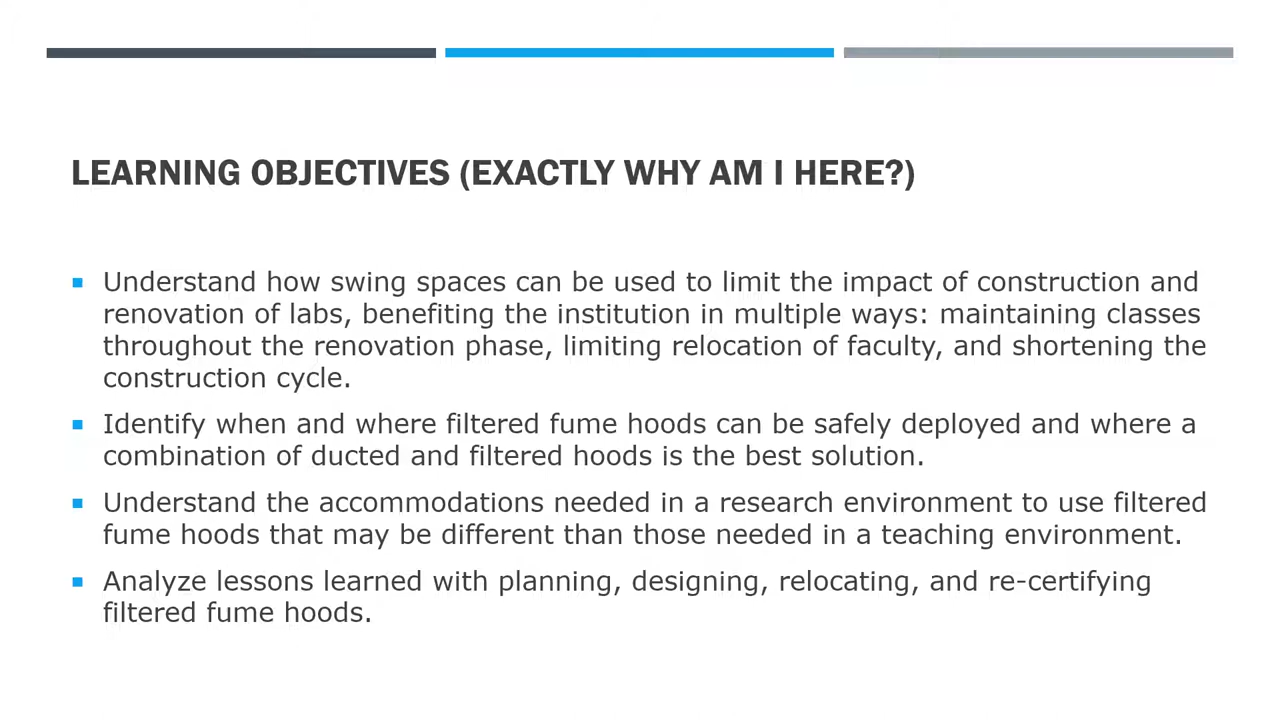 LEARNING OBJECTIVES (EXACTLY WHY AM I HERE?)
Understand how swing spaces can be used to limit the impact of construction and
renovation of labs, benefiting the institution in multiple ways: maintaining classes
throughout the renovation phase, limiting relocation of faculty, and shortening the
construction cycle.
Identify when and where filtered fume hoods can be safely deployed and where a
combination of ducted and filtered hoods is the best solution.
Understand the accommodations needed in a research environment to use filtered
fume hoods that may be different than those needed in a teaching environment.
Analyze lessons learned with planning, designing, relocating, and re-certifying
filtered fume hoods.